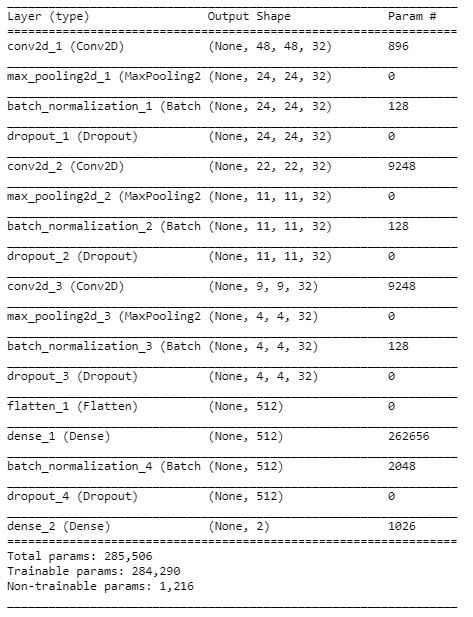 Layer (type) Output Shape Param #
conv2d_1 (Conv2D) (None, 48, 48, 32) 896
max_pooling2d_1 (MaxPooling2 (None, 24, 24, 32) 0
batch_normalization_1 (Batch (None, 24, 24, 32) 128
dropout_1 (Dropout) (None, 24, 24, 32) 0
conv2d_2 (Conv2D) (None, 22, 22, 32) 9248
max_pooling2d_2 (MaxPooling2 (None, 11, 11, 32) 0
batch_normalization_2 (Batch (None, 11, 11, 32) 128
dropout_2 (Dropout) (None, 11, 11, 32) 0
conv2d_3 (Conv2D) (None, 9, 9, 32) 9248
max_pooling2d_3 (MaxPooling2 (None, 4, 4, 32) 0
batch_normalization_3 (Batch (None, 4, 4, 32) 128
dropout_3 (Dropout) (None, 4, 4, 32) 0
flatten_1 (Flatten) (None, 512) 0
dense_1 (Dense) (None, 512) 262656
batch_normalization_4 (Batch (None, 512) 2048
dropout_4 (Dropout) (None, 512) 0
dense_2 (Dense) (None, 2) 1026
Total params: 285,506
Trainable params: 284,290
Non-trainable params: 1,216